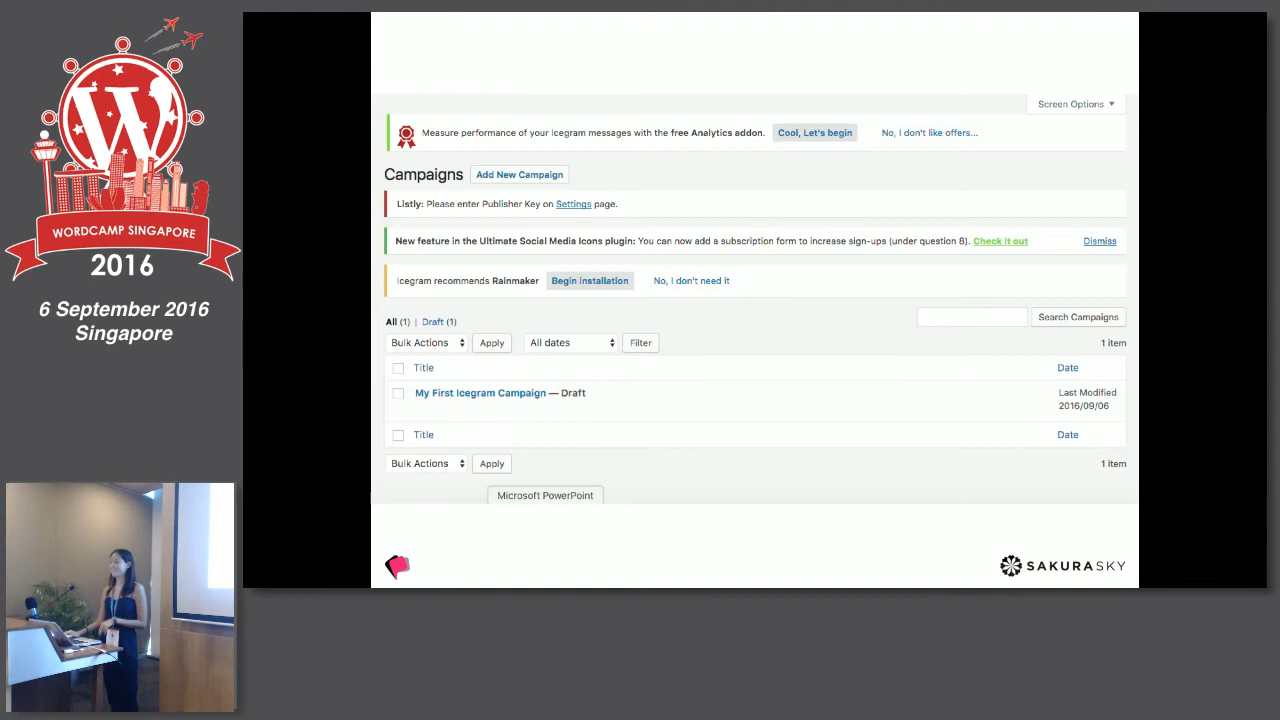 WORDCAMP SINGAPORE
2016
6 September 2016
Singapore
Screen Options
Measure performance of your Icegram messages with the free Analytics addon. Cool, Let's begin No, I don't like offers...
Campaigns Add New Campaign
Listly: Please enter Publisher Key on Settings page.
New feature in the Ultimate Social Media Icons plugin: You can now add a subscription form to increase sign-ups (under question 8). Check it out Dismiss
Icegram recommends Rainmaker Begin installation No, I don't need it
All (1) | Draft (1) Search Campaigns
Bulk Actions Apply All dates Filter 1 item
Title Date
My First Icegram Campaign — Draft Last Modified
2016/09/06
Title Date
Bulk Actions Apply 1 item
Microsoft PowerPoint
SAKURASKY